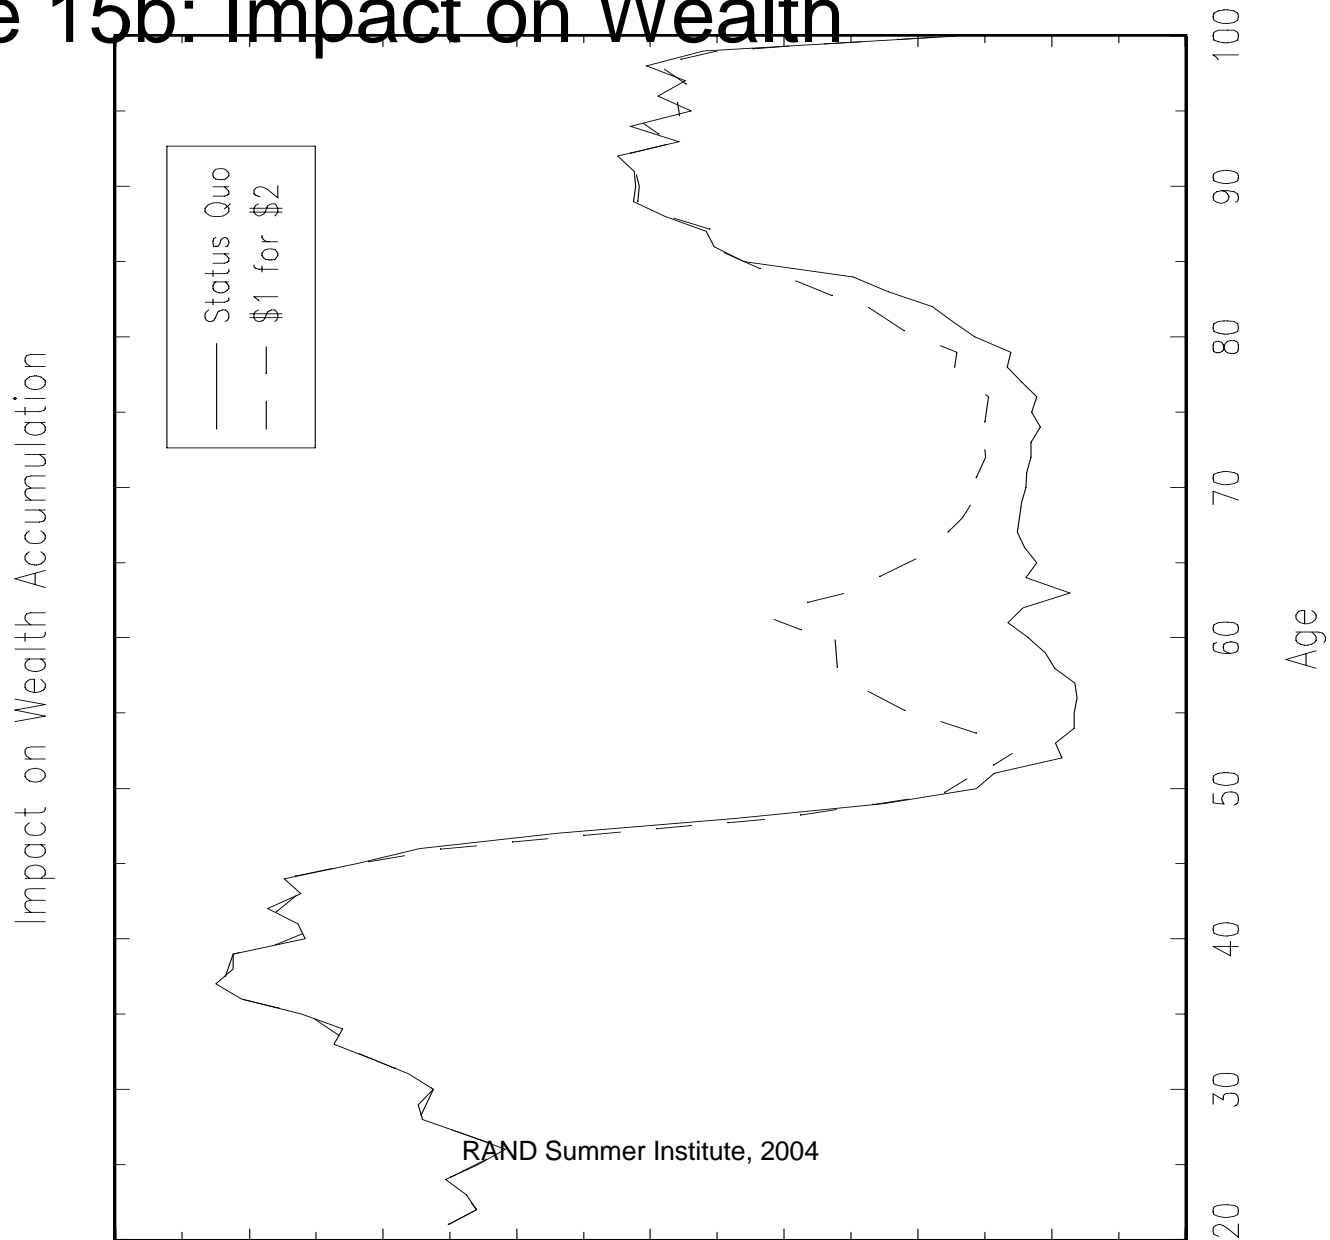 e 15b: Impact on Wealth
Impact on Wealth Accumulation
Status Quo
$1 for $2
20 30 40 50 60 70 80 90 100
Age
RAND Summer Institute, 2004